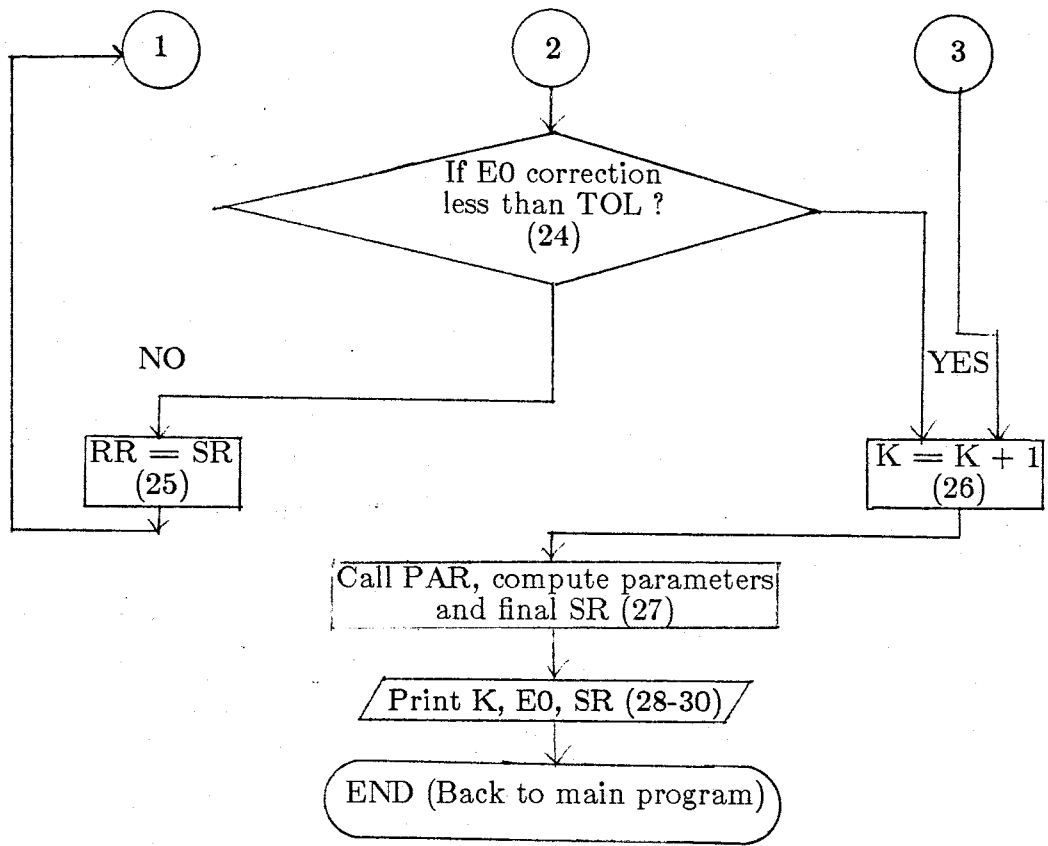 1
2
3
If E0 correction
less than TOL ?
(24)
NO
YES
RR = SR
(25)
K = K + 1
(26)
Call PAR, compute parameters
and final SR (27)
Print K, E0, SR (28-30)
END (Back to main program)